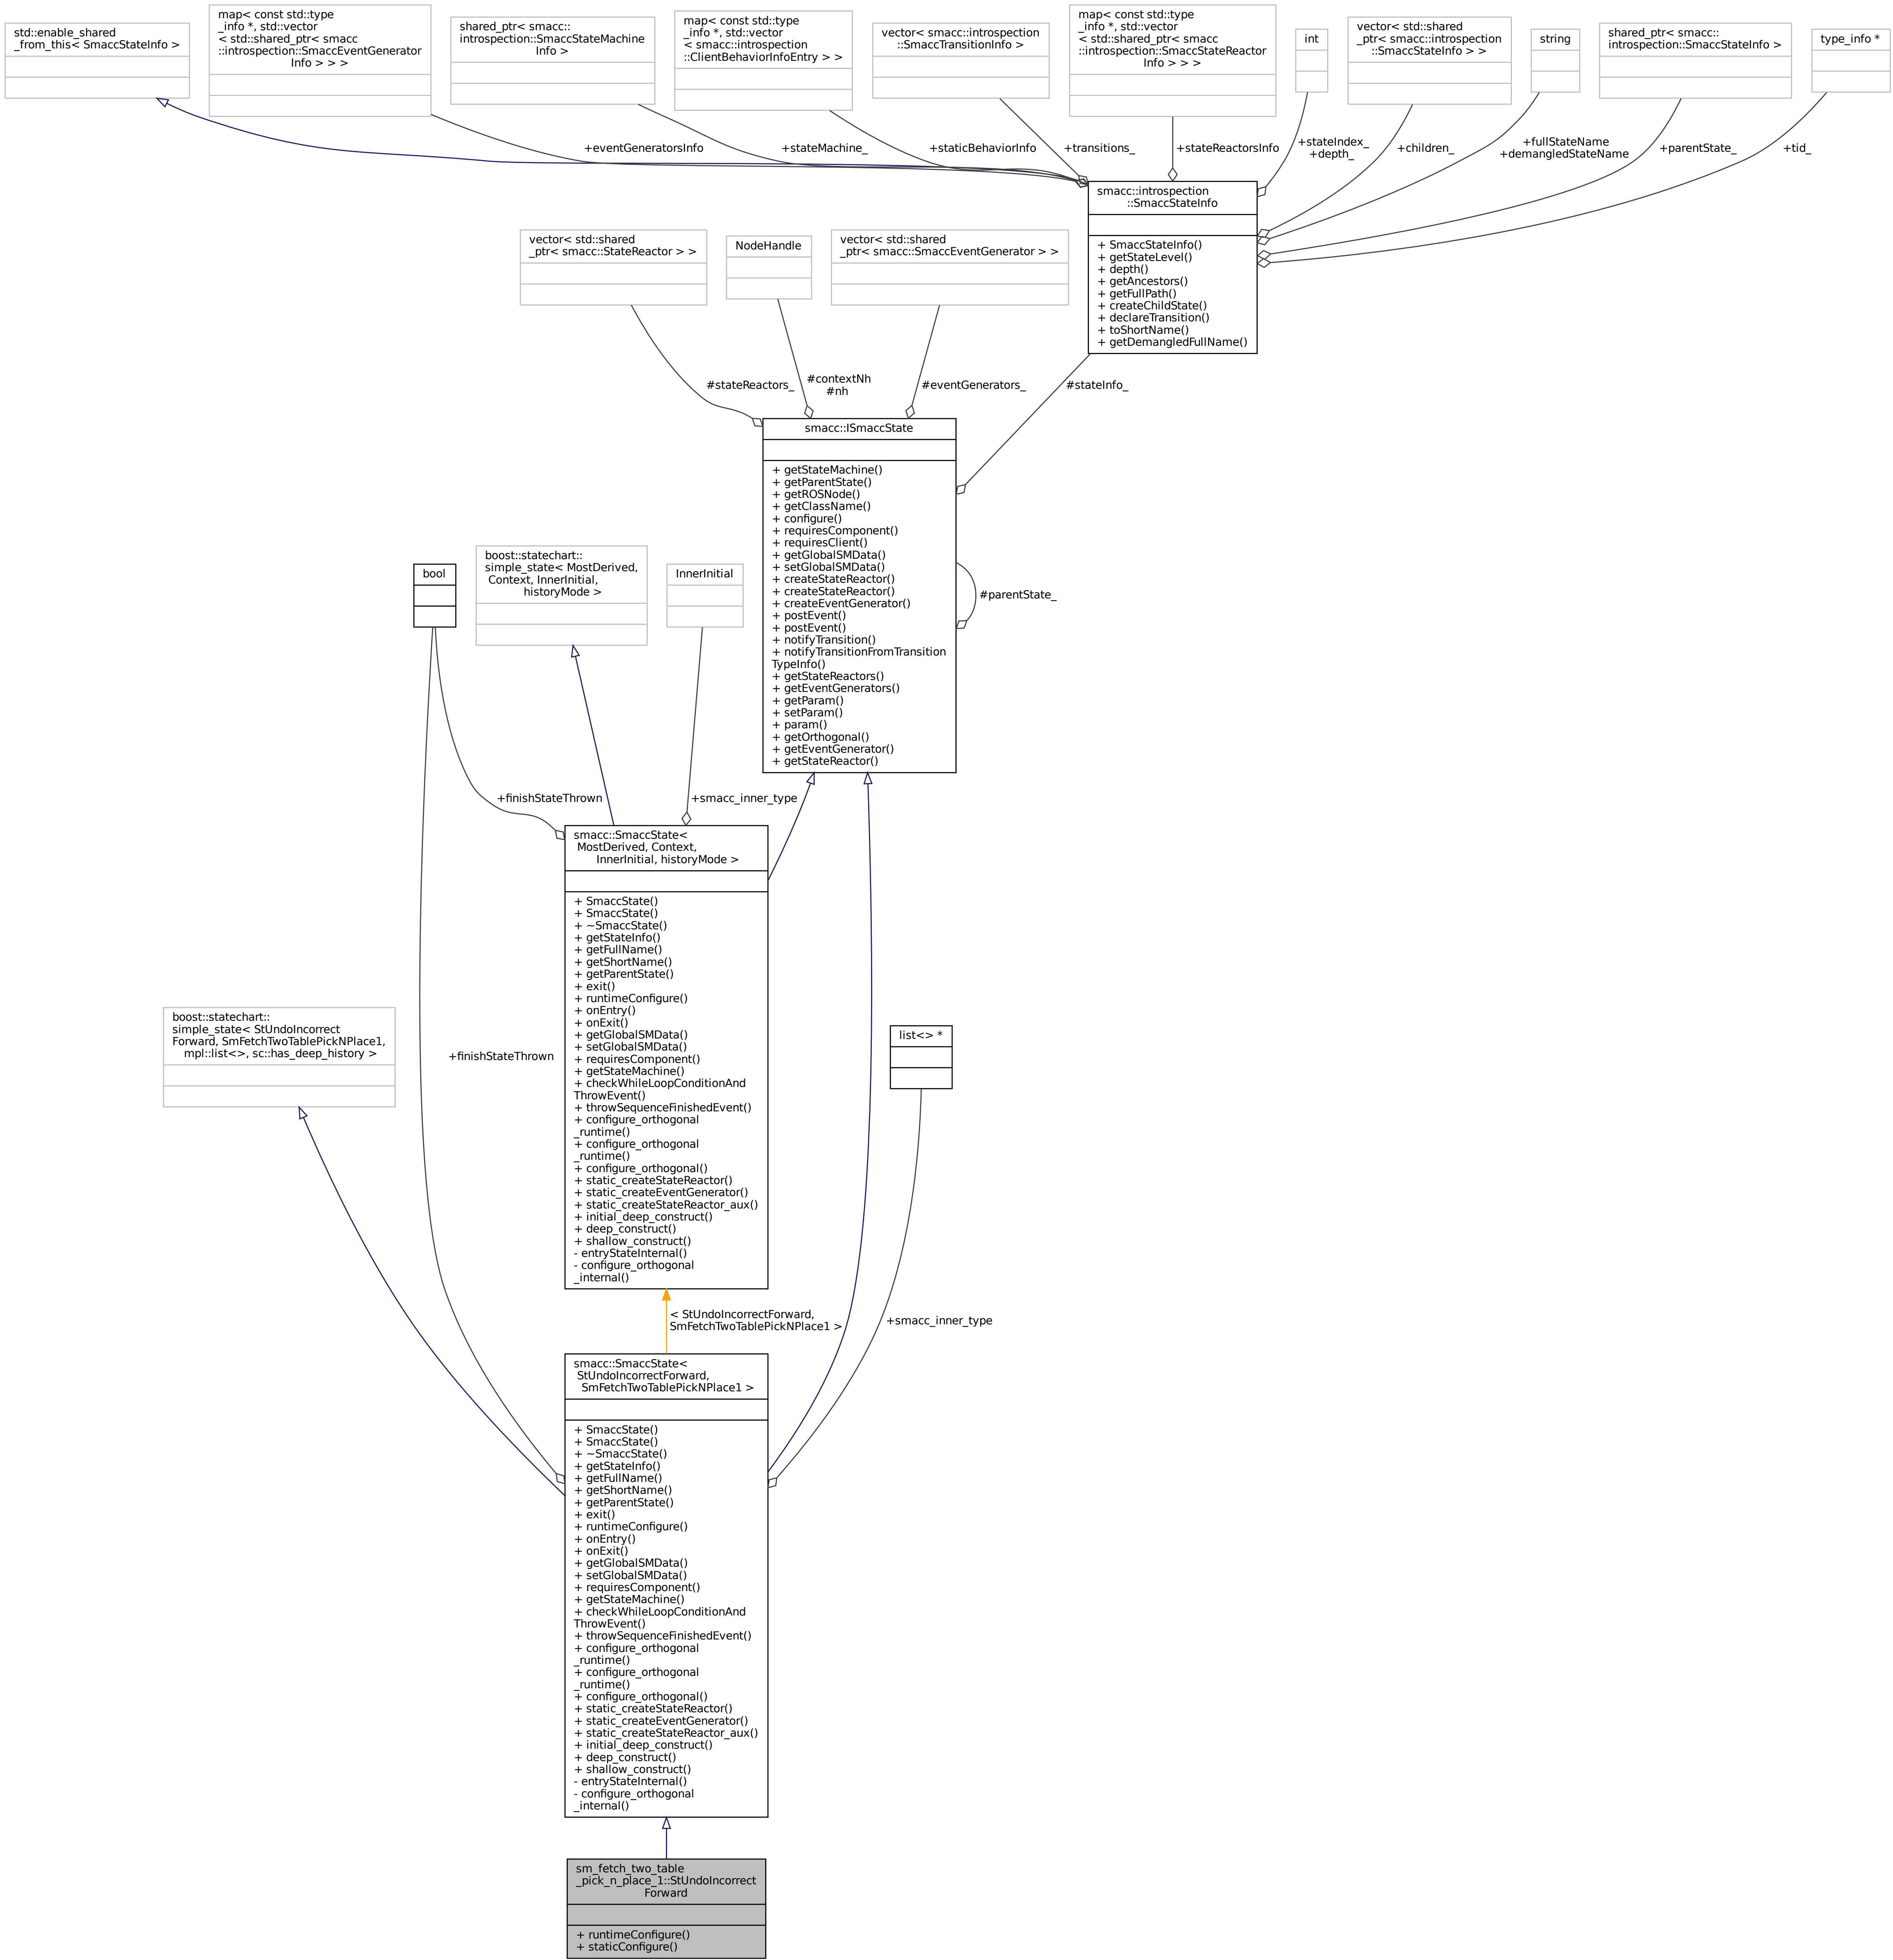 std::enable_shared
_from_this< SmaccStateInfo >
map< const std::type
_info *, std::vector
< std::shared_ptr< smacc
::introspection::SmaccEventGenerator
Info > > >
shared_ptr< smacc::
introspection::SmaccStateMachine
Info >
map< const std::type
_info *, std::vector
< smacc::introspection
::ClientBehaviorInfoEntry > >
vector< smacc::introspection
::SmaccTransitionInfo >
map< const std::type
_info *, std::vector
< std::shared_ptr< smacc
::introspection::SmaccStateReactor
Info > > >
int
vector< std::shared
_ptr< smacc::introspection
::SmaccStateInfo > >
string
shared_ptr< smacc::
introspection::SmaccStateInfo >
type_info *
+eventGeneratorsInfo
+stateMachine_
+staticBehaviorInfo
+transitions_
+stateReactorsInfo
+stateIndex_
+depth_
+children_
+fullStateName
+demangledStateName
+parentState_
+tid_
smacc::introspection
::SmaccStateInfo
+ SmaccStateInfo()
+ getStateLevel()
+ depth()
+ getAncestors()
+ getFullPath()
+ createChildState()
+ declareTransition()
+ toShortName()
+ getDemangledFullName()
vector< std::shared
_ptr< smacc::StateReactor > >
NodeHandle
vector< std::shared
_ptr< smacc::SmaccEventGenerator > >
#stateReactors_
#contextNh
#nh
#eventGenerators_
#stateInfo_
smacc::ISmaccState
+ getStateMachine()
+ getParentState()
+ getROSNode()
+ getClassName()
+ configure()
+ requiresComponent()
+ requiresClient()
+ getGlobalSMData()
+ setGlobalSMData()
+ createStateReactor()
+ createStateReactor()
+ createEventGenerator()
+ postEvent()
+ postEvent()
+ notifyTransition()
+ notifyTransitionFromTransition
TypeInfo()
+ getStateReactors()
+ getEventGenerators()
+ getParam()
+ setParam()
+ param()
+ getOrthogonal()
+ getEventGenerator()
+ getStateReactor()
#parentState_
bool
boost::statechart::
simple_state< MostDerived,
Context, InnerInitial,
historyMode >
InnerInitial
+finishStateThrown
+smacc_inner_type
smacc::SmaccState<
MostDerived, Context,
InnerInitial, historyMode >
+ SmaccState()
+ SmaccState()
+ ~SmaccState()
+ getStateInfo()
+ getFullName()
+ getShortName()
+ getParentState()
+ exit()
+ runtimeConfigure()
+ onEntry()
+ onExit()
+ getGlobalSMData()
+ setGlobalSMData()
+ requiresComponent()
+ getStateMachine()
+ checkWhileLoopConditionAnd
ThrowEvent()
+ throwSequenceFinishedEvent()
+ configure_orthogonal
_runtime()
+ configure_orthogonal
_runtime()
+ configure_orthogonal()
+ static_createStateReactor()
+ static_createEventGenerator()
+ static_createStateReactor_aux()
+ initial_deep_construct()
+ deep_construct()
+ shallow_construct()
- entryStateInternal()
- configure_orthogonal
_internal()
boost::statechart::
simple_state< StUndoIncorrect
Forward, SmFetchTwoTablePickNPlace1,
mpl::list<>, sc::has_deep_history >
+finishStateThrown
list<> *
< StUndoIncorrectForward,
SmFetchTwoTablePickNPlace1 >
+smacc_inner_type
smacc::SmaccState<
StUndoIncorrectForward,
SmFetchTwoTablePickNPlace1 >
+ SmaccState()
+ SmaccState()
+ ~SmaccState()
+ getStateInfo()
+ getFullName()
+ getShortName()
+ getParentState()
+ exit()
+ runtimeConfigure()
+ onEntry()
+ onExit()
+ getGlobalSMData()
+ setGlobalSMData()
+ requiresComponent()
+ getStateMachine()
+ checkWhileLoopConditionAnd
ThrowEvent()
+ throwSequenceFinishedEvent()
+ configure_orthogonal
_runtime()
+ configure_orthogonal
_runtime()
+ configure_orthogonal()
+ static_createStateReactor()
+ static_createEventGenerator()
+ static_createStateReactor_aux()
+ initial_deep_construct()
+ deep_construct()
+ shallow_construct()
- entryStateInternal()
- configure_orthogonal
_internal()
sm_fetch_two_table
_pick_n_place_1::StUndoIncorrect
Forward
+ runtimeConfigure()
+ staticConfigure()